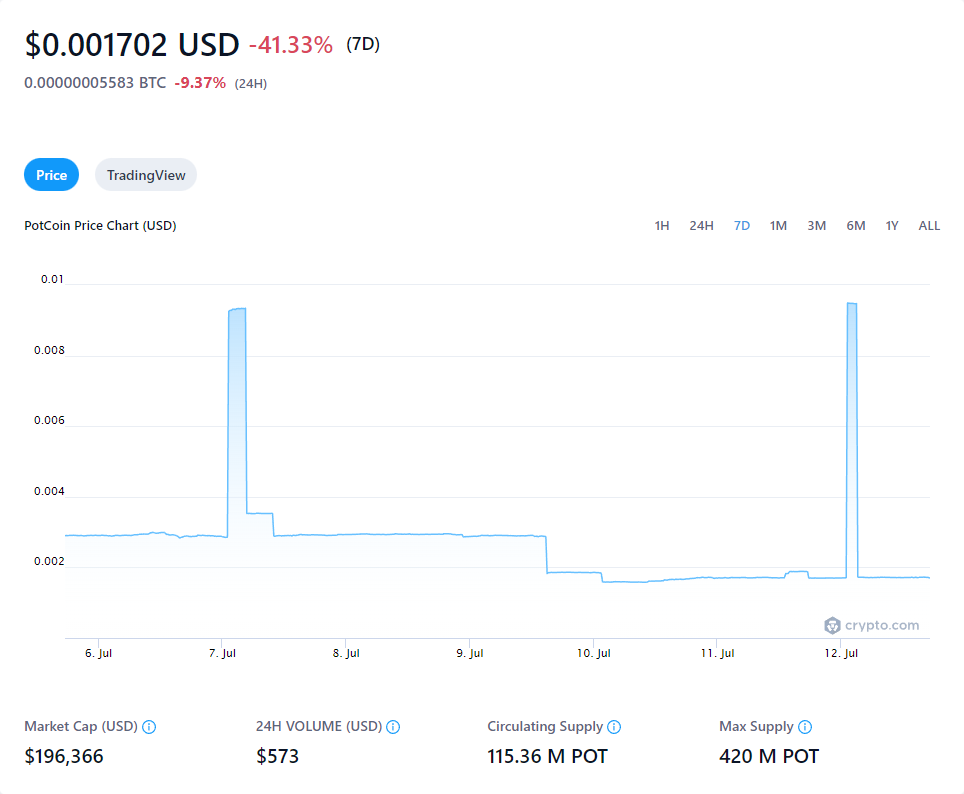 $0.001702 USD -41.33% (7D)
0.00000005583 BTC -9.37% (24H)
Price TradingView
PotCoin Price Chart (USD) 1H 24H 7D 1M 3M 6M 1Y ALL
0.01
0.008
0.006
0.004
0.002
crypto.com
6. Jul 7. Jul 8. Jul 9. Jul 10. Jul 11. Jul 12. Jul
Market Cap (USD) 24H VOLUME (USD) Circulating Supply Max Supply
$196,366 $573 115.36 M POT 420 M POT